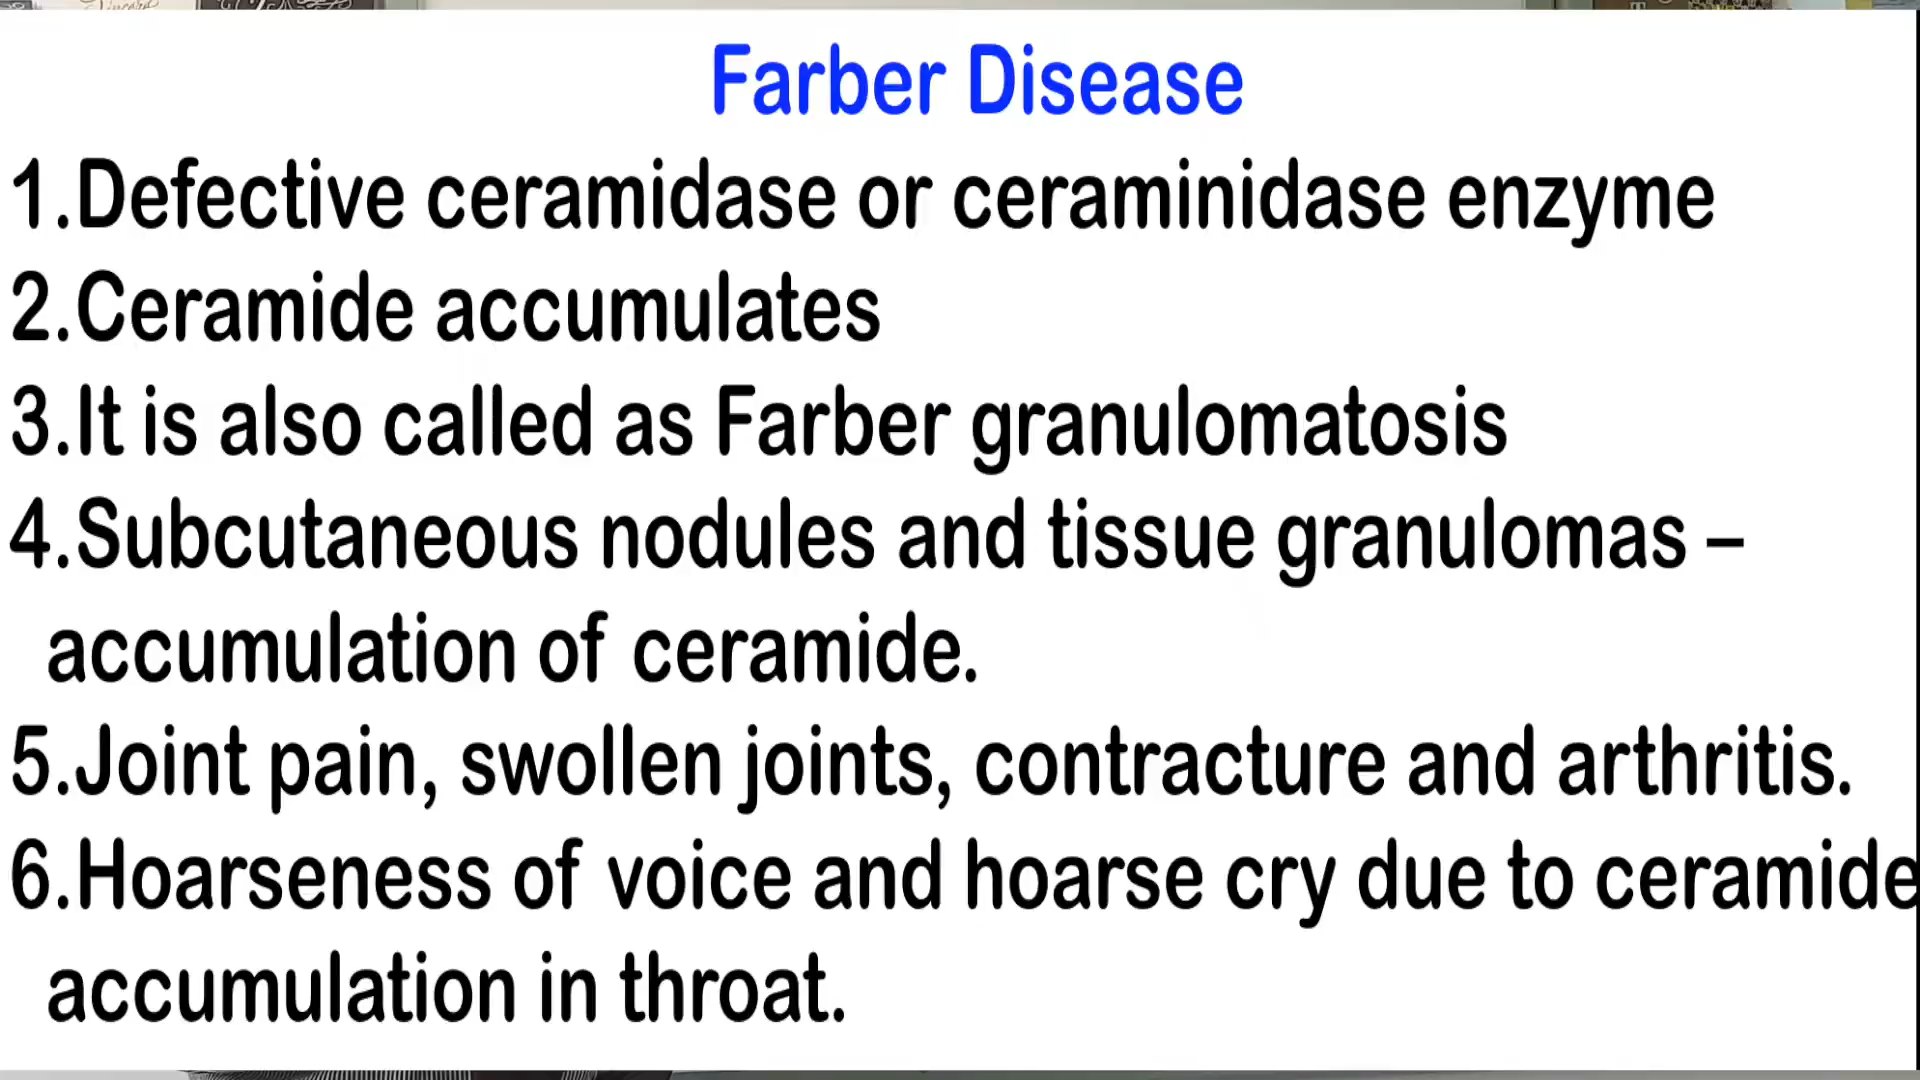 Farber Disease
1.Defective ceramidase or ceraminidase enzyme
2.Ceramide accumulates
3.It is also called as Farber granulomatosis
4.Subcutaneous nodules and tissue granulomas –
accumulation of ceramide.
5.Joint pain, swollen joints, contracture and arthritis.
6.Hoarseness of voice and hoarse cry due to ceramide
accumulation in throat.